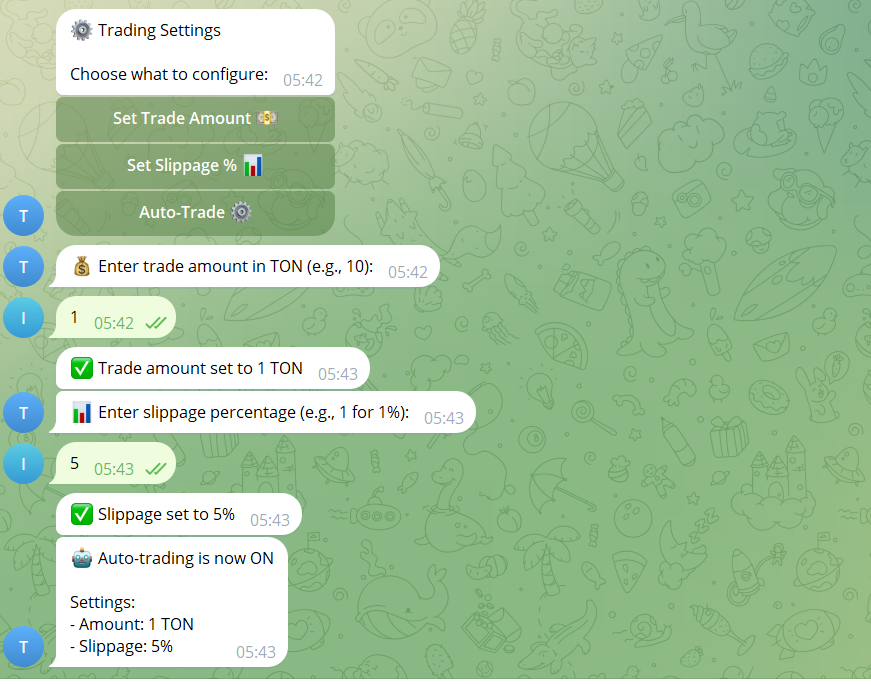 ⚙️ Trading Settings
Choose what to configure: 05:42
Set Trade Amount 💵
Set Slippage % 📊
Auto-Trade ⚙️
T
T
💰 Enter trade amount in TON (e.g., 10): 05:42
I
1 05:42
✅ Trade amount set to 1 TON 05:43
T
📊 Enter slippage percentage (e.g., 1 for 1%): 05:43
I
5 05:43
✅ Slippage set to 5% 05:43
🤖 Auto-trading is now ON
Settings:
- Amount: 1 TON
- Slippage: 5% 05:43
T